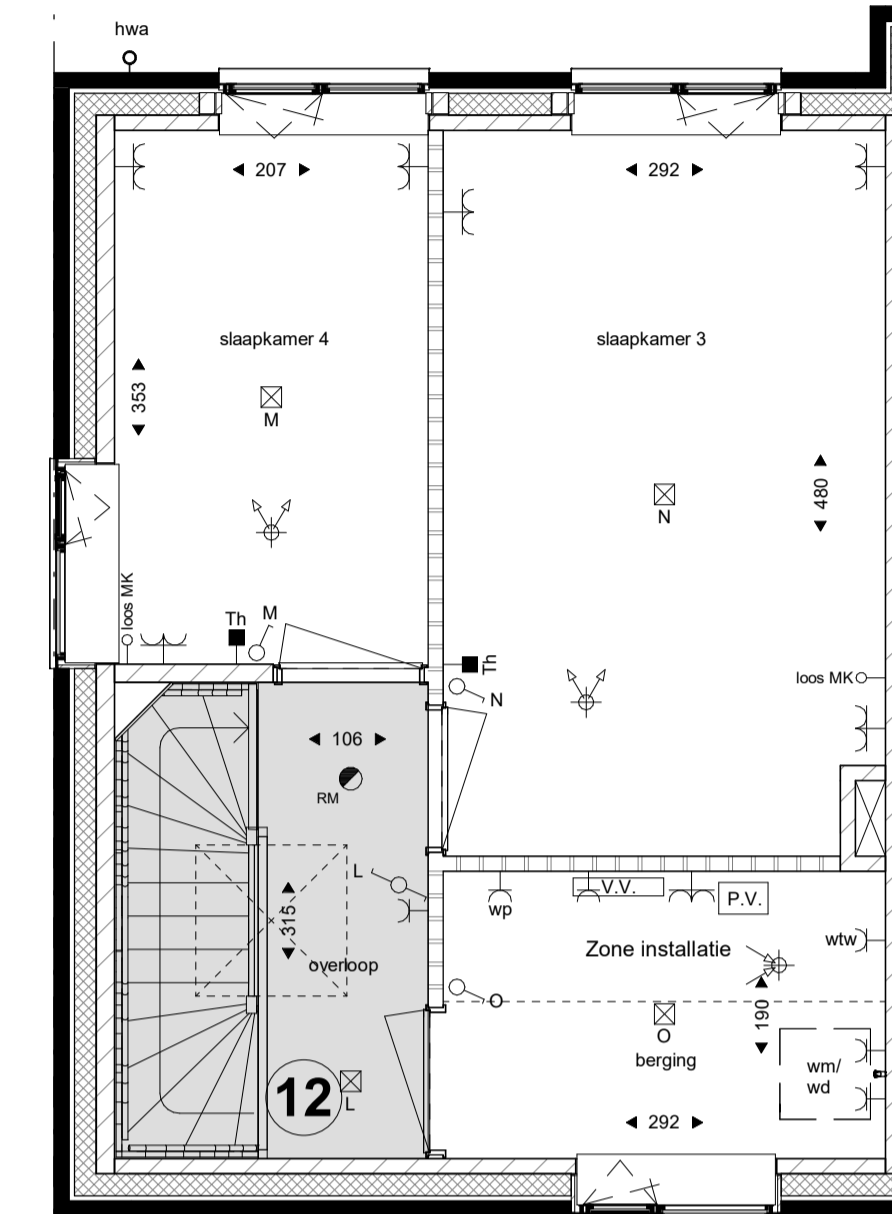 hwa
207
292
slaapkamer 4
slaapkamer 3
353
M
480
N
loos MK
Th
M
Th
N
loos MK
106
RM
L
315
overloop
wp
V.V.
P.V.
Zone installatie
wtw
O
190
O
berging
wm/
wd
12
L
292